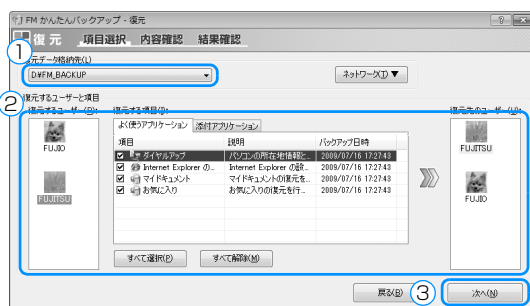 FM かんたんバックアップ - 復元
復元 項目選択 内容確認 結果確認
①
復元データ格納先(L)
D:¥FM_BACKUP
ネットワーク(T)▼
②
復元するユーザーと項目
復元するユーザー(R): 復元する項目(I): 復元先のユーザー(U):
よく使うアプリケーション 添付アプリケーション
項目 説明 バックアップ日時
ダイヤルアップ パソコンの所在地情報と... 2009/07/16 17:27:43
Internet Explorer の... Internet Explorer の設... 2009/07/16 17:27:43
マイドキュメント マイドキュメントの復元を... 2009/07/16 17:27:43
お気に入り お気に入りの復元を行... 2009/07/16 17:27:43
FUJIO
FUJITSU
FUJITSU
FUJIO
すべて選択(P) すべて解除(M)
戻る(B) ③ 次へ(N)